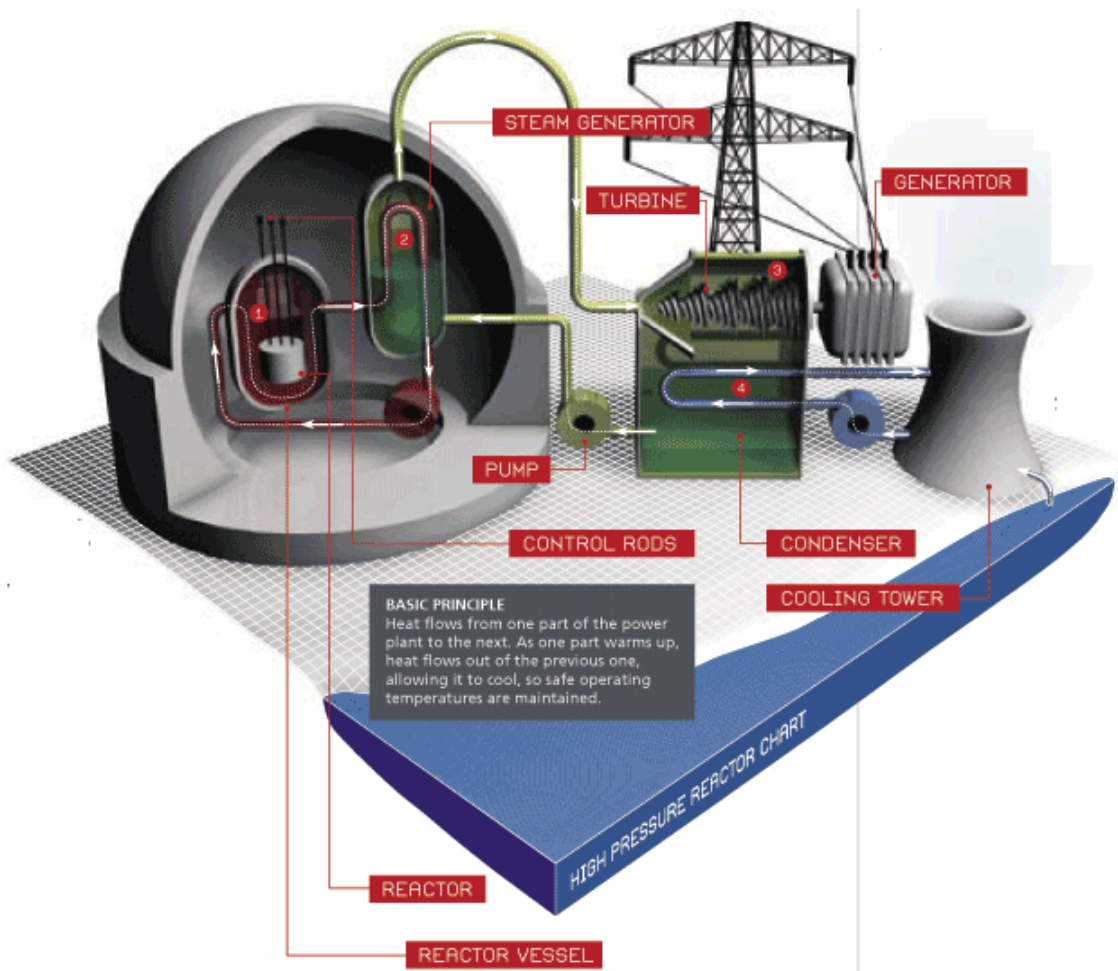 STEAM GENERATOR
TURBINE
GENERATOR
2
3
1
4
PUMP
CONTROL RODS
CONDENSER
COOLING TOWER
BASIC PRINCIPLE
Heat flows from one part of the power
plant to the next. As one part warms up,
heat flows out of the previous one,
allowing it to cool, so safe operating
temperatures are maintained.
HIGH PRESSURE REACTOR CHART
REACTOR
REACTOR VESSEL